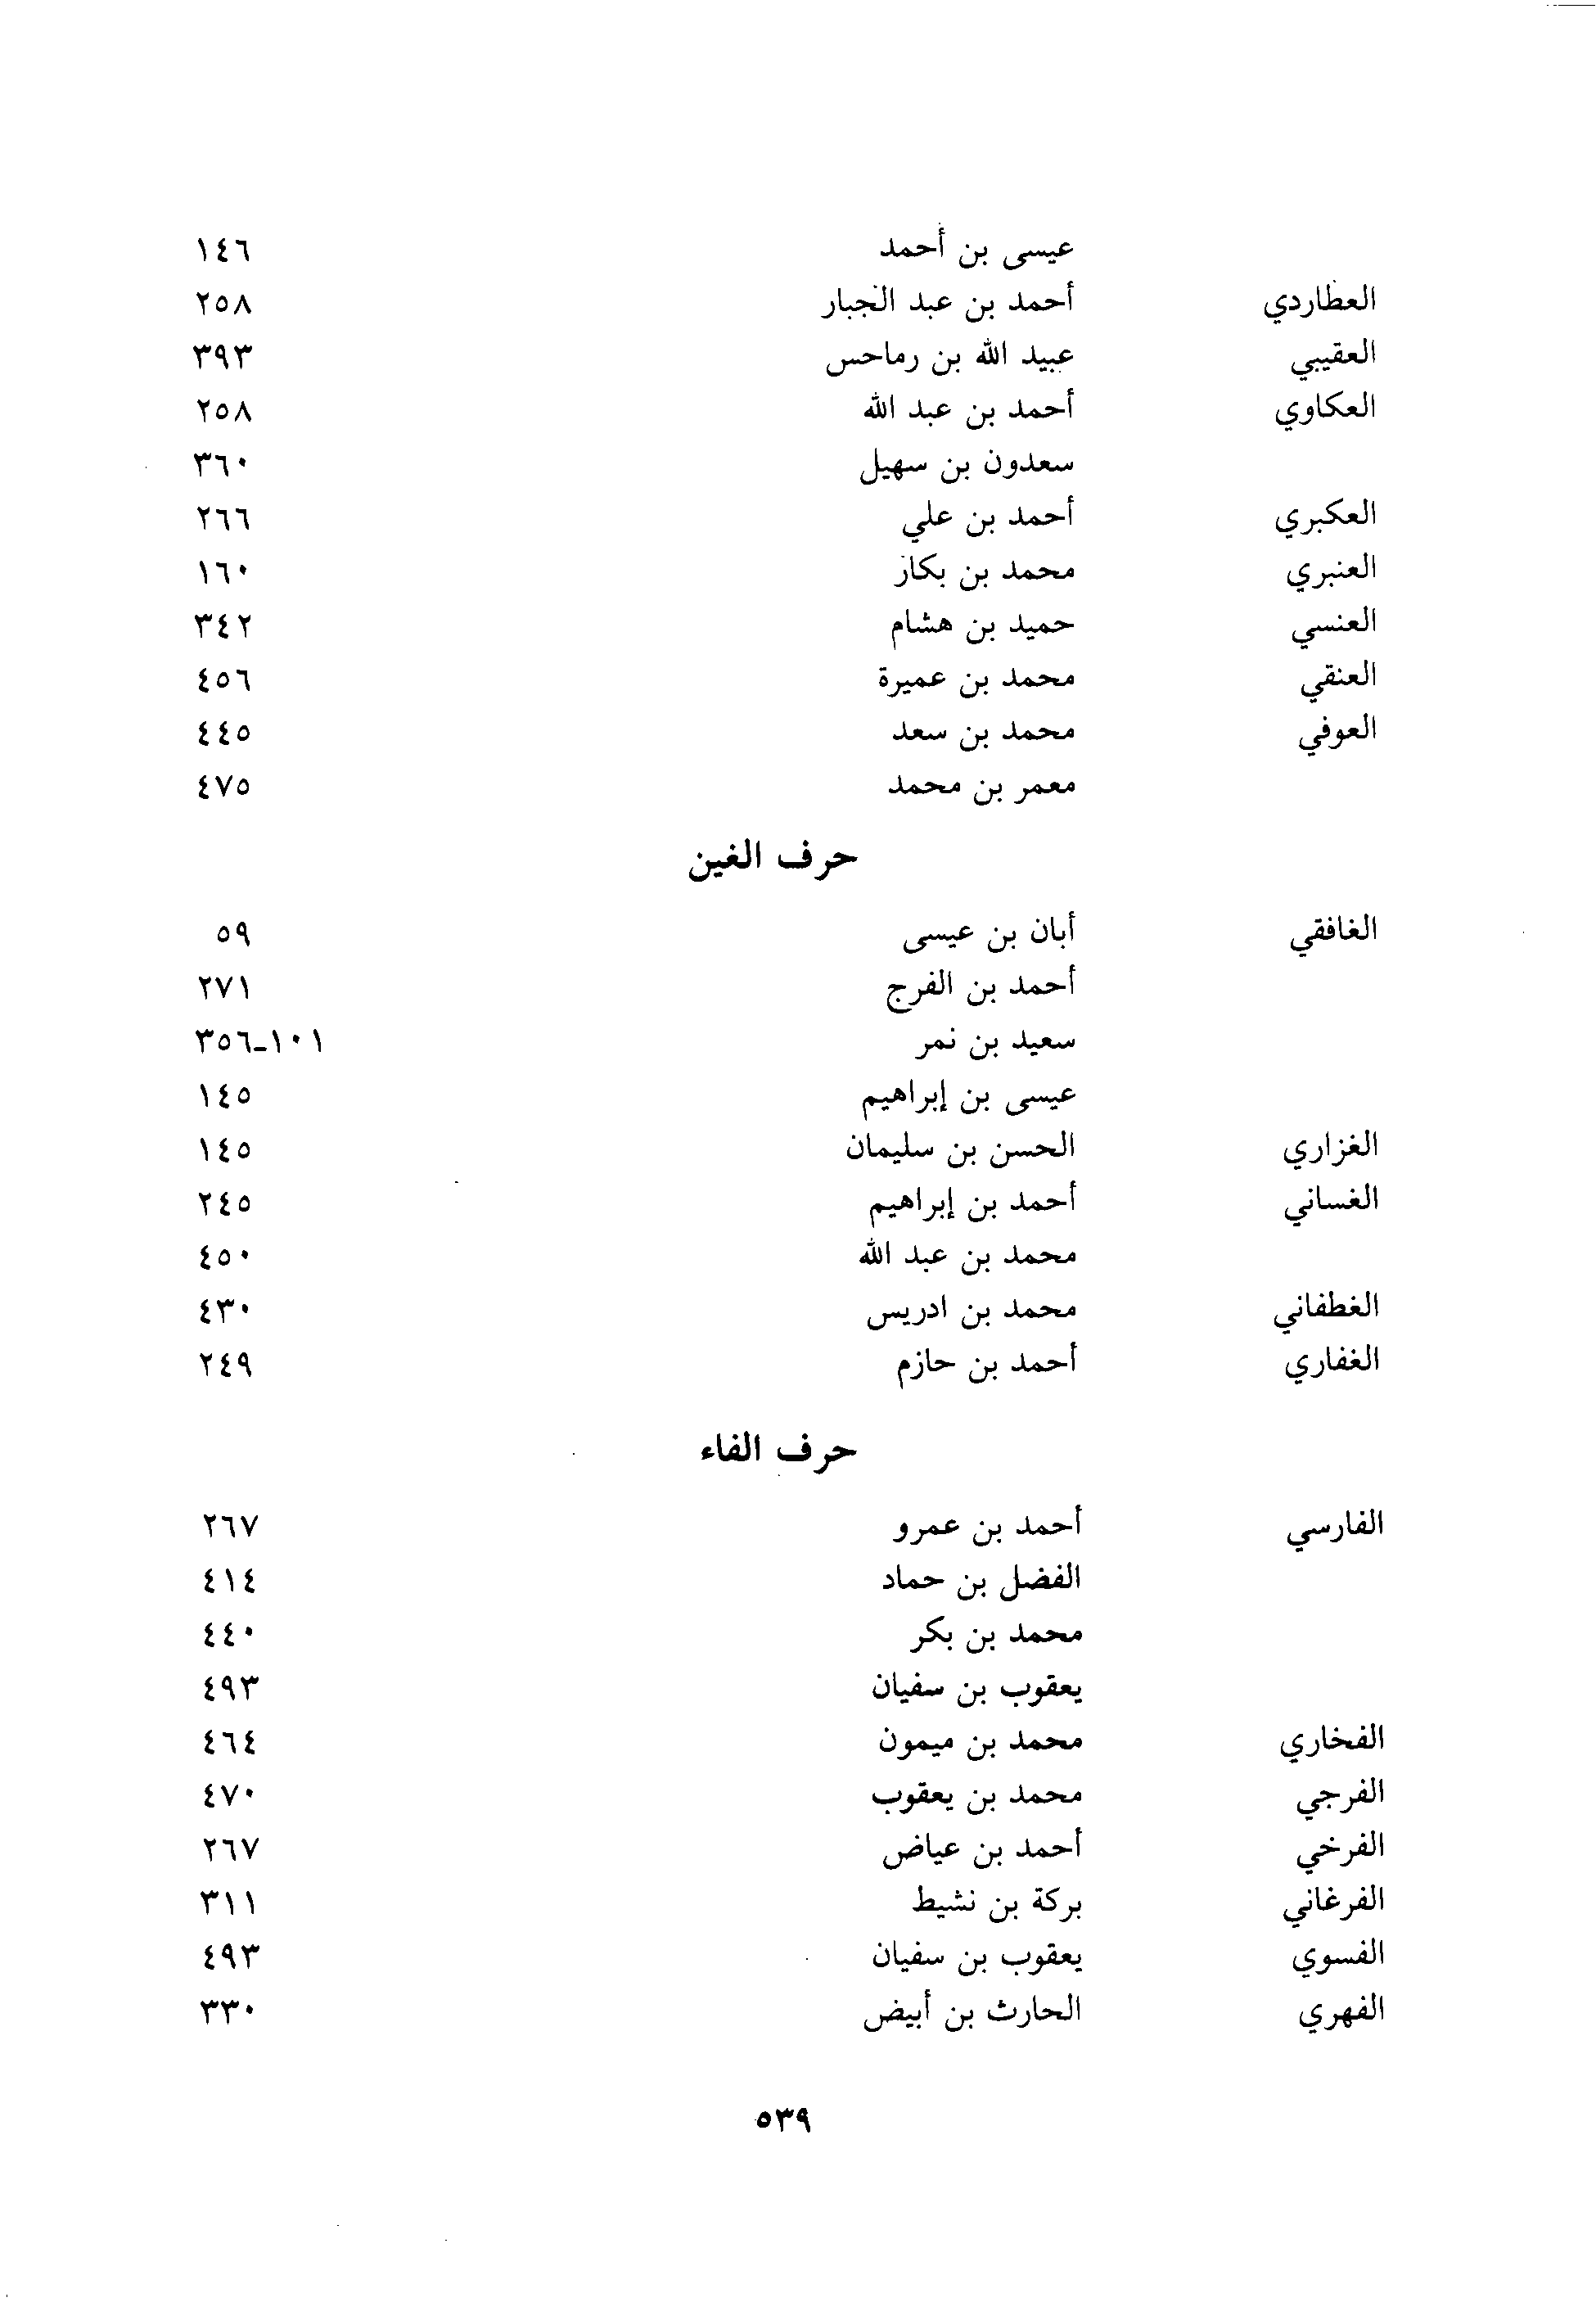 عيسى بن أحمد ١٤٦
العطاردي أحمد بن عبد الجبار ٢٥٨
العقيبي عبيد الله بن رماحس ٣٩٣
العكاوي أحمد بن عبد الله ٢٥٨
سعدون بن سهيل ٣٦٠
العكبري أحمد بن علي ٢٦٦
العنبري محمد بن بكار ١٦٠
العنسي حميد بن هشام ٣٤٢
العنقي محمد بن عميرة ٤٥٦
العوفي محمد بن سعد ٤٤٥
معمر بن محمد ٤٧٥
حرف الغين
الغافقي أبان بن عيسى ٥٩
أحمد بن الفرج ٢٧١
سعيد بن نمر ١٠١-٣٥٦
عيسى بن إبراهيم ١٤٥
الغزاري الحسن بن سليمان ١٤٥
الغساني أحمد بن إبراهيم ٢٤٥
محمد بن عبد الله ٤٥٠
الغطفاني محمد بن ادريس ٤٣٠
الغفاري أحمد بن حازم ٢٤٩
حرف الفاء
الفارسي أحمد بن عمرو ٢٦٧
الفضل بن حماد ٤١٤
محمد بن بكر ٤٤٠
يعقوب بن سفيان ٤٩٣
الفخاري محمد بن ميمون ٤٦٤
الفرجي محمد بن يعقوب ٤٧٠
الفرخي أحمد بن عياض ٢٦٧
الفرغاني بركة بن نشيط ٣١١
الفسوي يعقوب بن سفيان ٤٩٣
الفهري الحارث بن أبيض ٣٣٠
٥٣٩